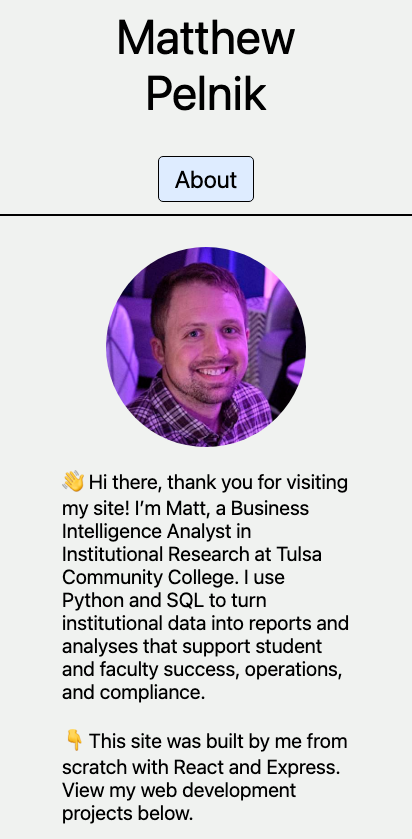 Matthew
Pelnik
About
👋 Hi there, thank you for visiting
my site! I’m Matt, a Business
Intelligence Analyst in
Institutional Research at Tulsa
Community College. I use
Python and SQL to turn
institutional data into reports and
analyses that support student
and faculty success, operations,
and compliance.
👇 This site was built by me from
scratch with React and Express.
View my web development
projects below.